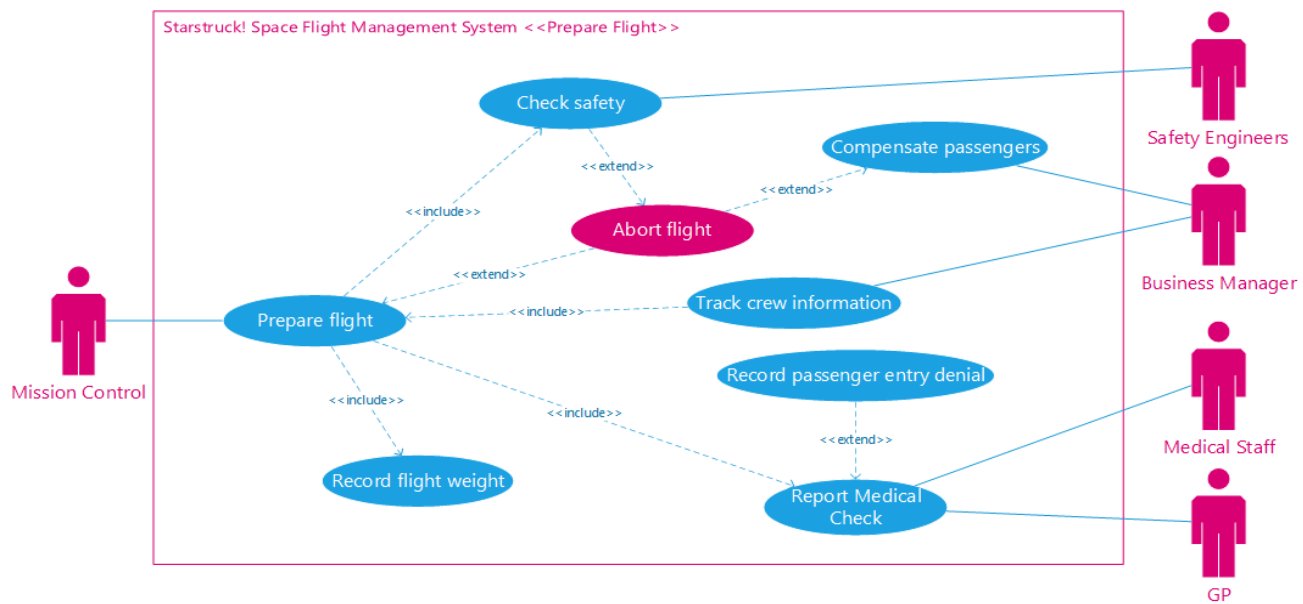 Starstruck! Space Flight Management System <<Prepare Flight>>
Check safety
Safety Engineers
Compensate passengers
<<extend>>
<<extend>>
<<include>>
Abort flight
<<extend>>
Business Manager
Track crew information
<<include>>
Prepare flight
Mission Control
Record passenger entry denial
<<include>>
<<include>>
<<extend>>
Medical Staff
Record flight weight
Report Medical
Check
GP